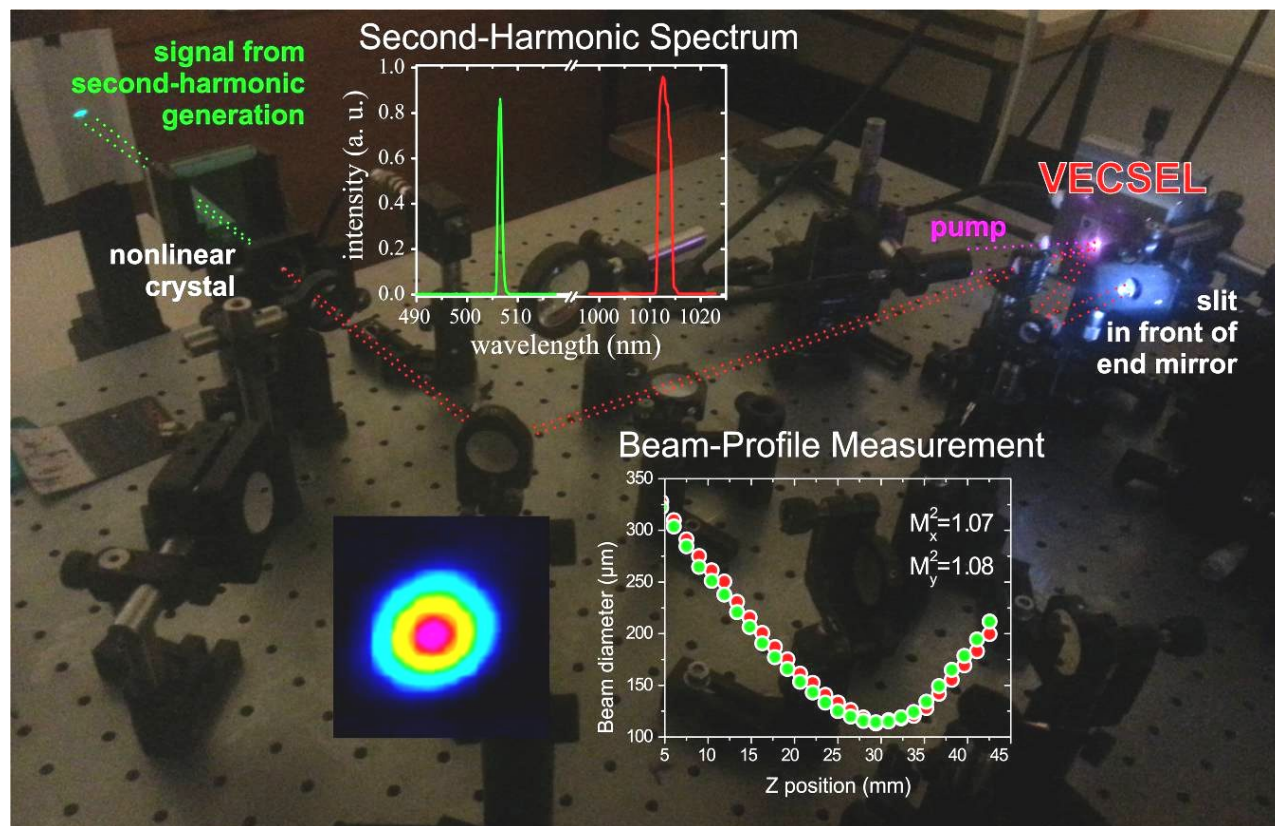 signal from
second-harmonic
generation
nonlinear
crystal
Second-Harmonic Spectrum
intensity (a. u.)
1.0
0.8
0.6
0.4
0.2
0.0
490 500 510 1000 1010 1020
wavelength (nm)
VECSEL
pump
slit
in front of
end mirror
Beam-Profile Measurement
Beam diameter (µm)
350
300
250
200
150
100
M²x=1.07
M²y=1.08
5 10 15 20 25 30 35 40 45
Z position (mm)